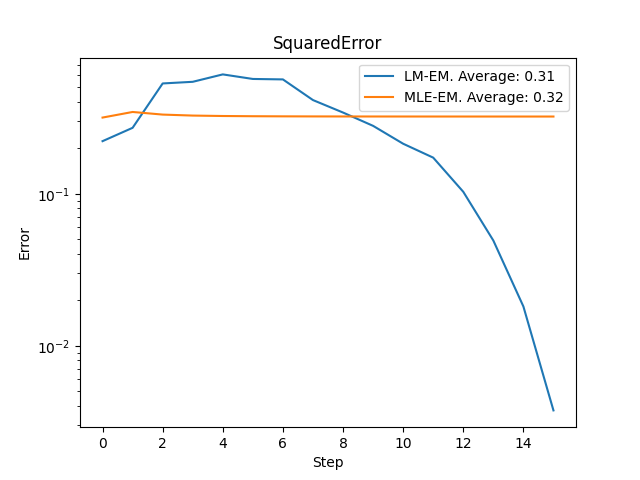 SquaredError
LM-EM. Average: 0.31
MLE-EM. Average: 0.32
Error
10⁻¹
10⁻²
0 2 4 6 8 10 12 14
Step